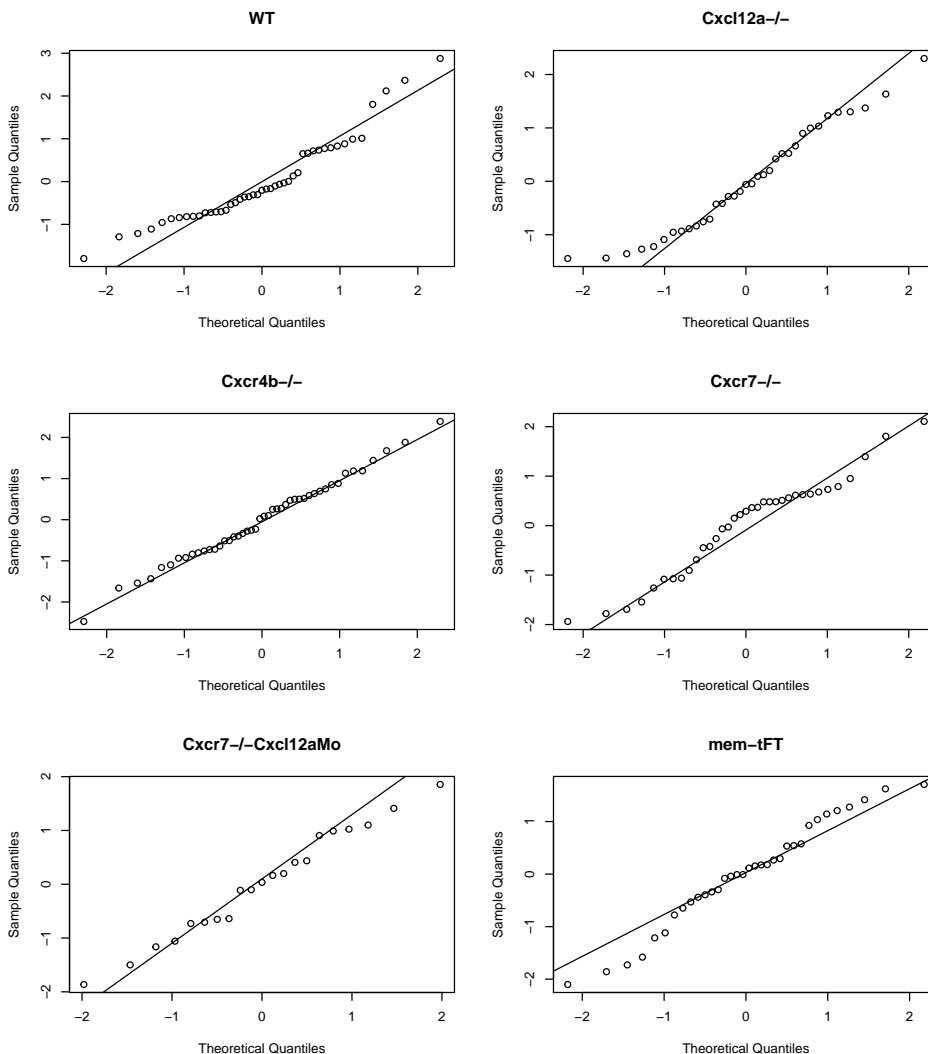 WT
Sample Quantiles
3
2
1
0
−1
−2 −1 0 1 2
Theoretical Quantiles
Cxcl12a−/−
Sample Quantiles
2
1
0
−1
−2 −1 0 1 2
Theoretical Quantiles
Cxcr4b−/−
Sample Quantiles
2
1
0
−1
−2
−2 −1 0 1 2
Theoretical Quantiles
Cxcr7−/−
Sample Quantiles
2
1
0
−1
−2
−2 −1 0 1 2
Theoretical Quantiles
Cxcr7−/−Cxcl12aMo
Sample Quantiles
2
1
0
−1
−2
−2 −1 0 1 2
Theoretical Quantiles
mem−tFT
Sample Quantiles
1
0
−1
−2
−2 −1 0 1 2
Theoretical Quantiles